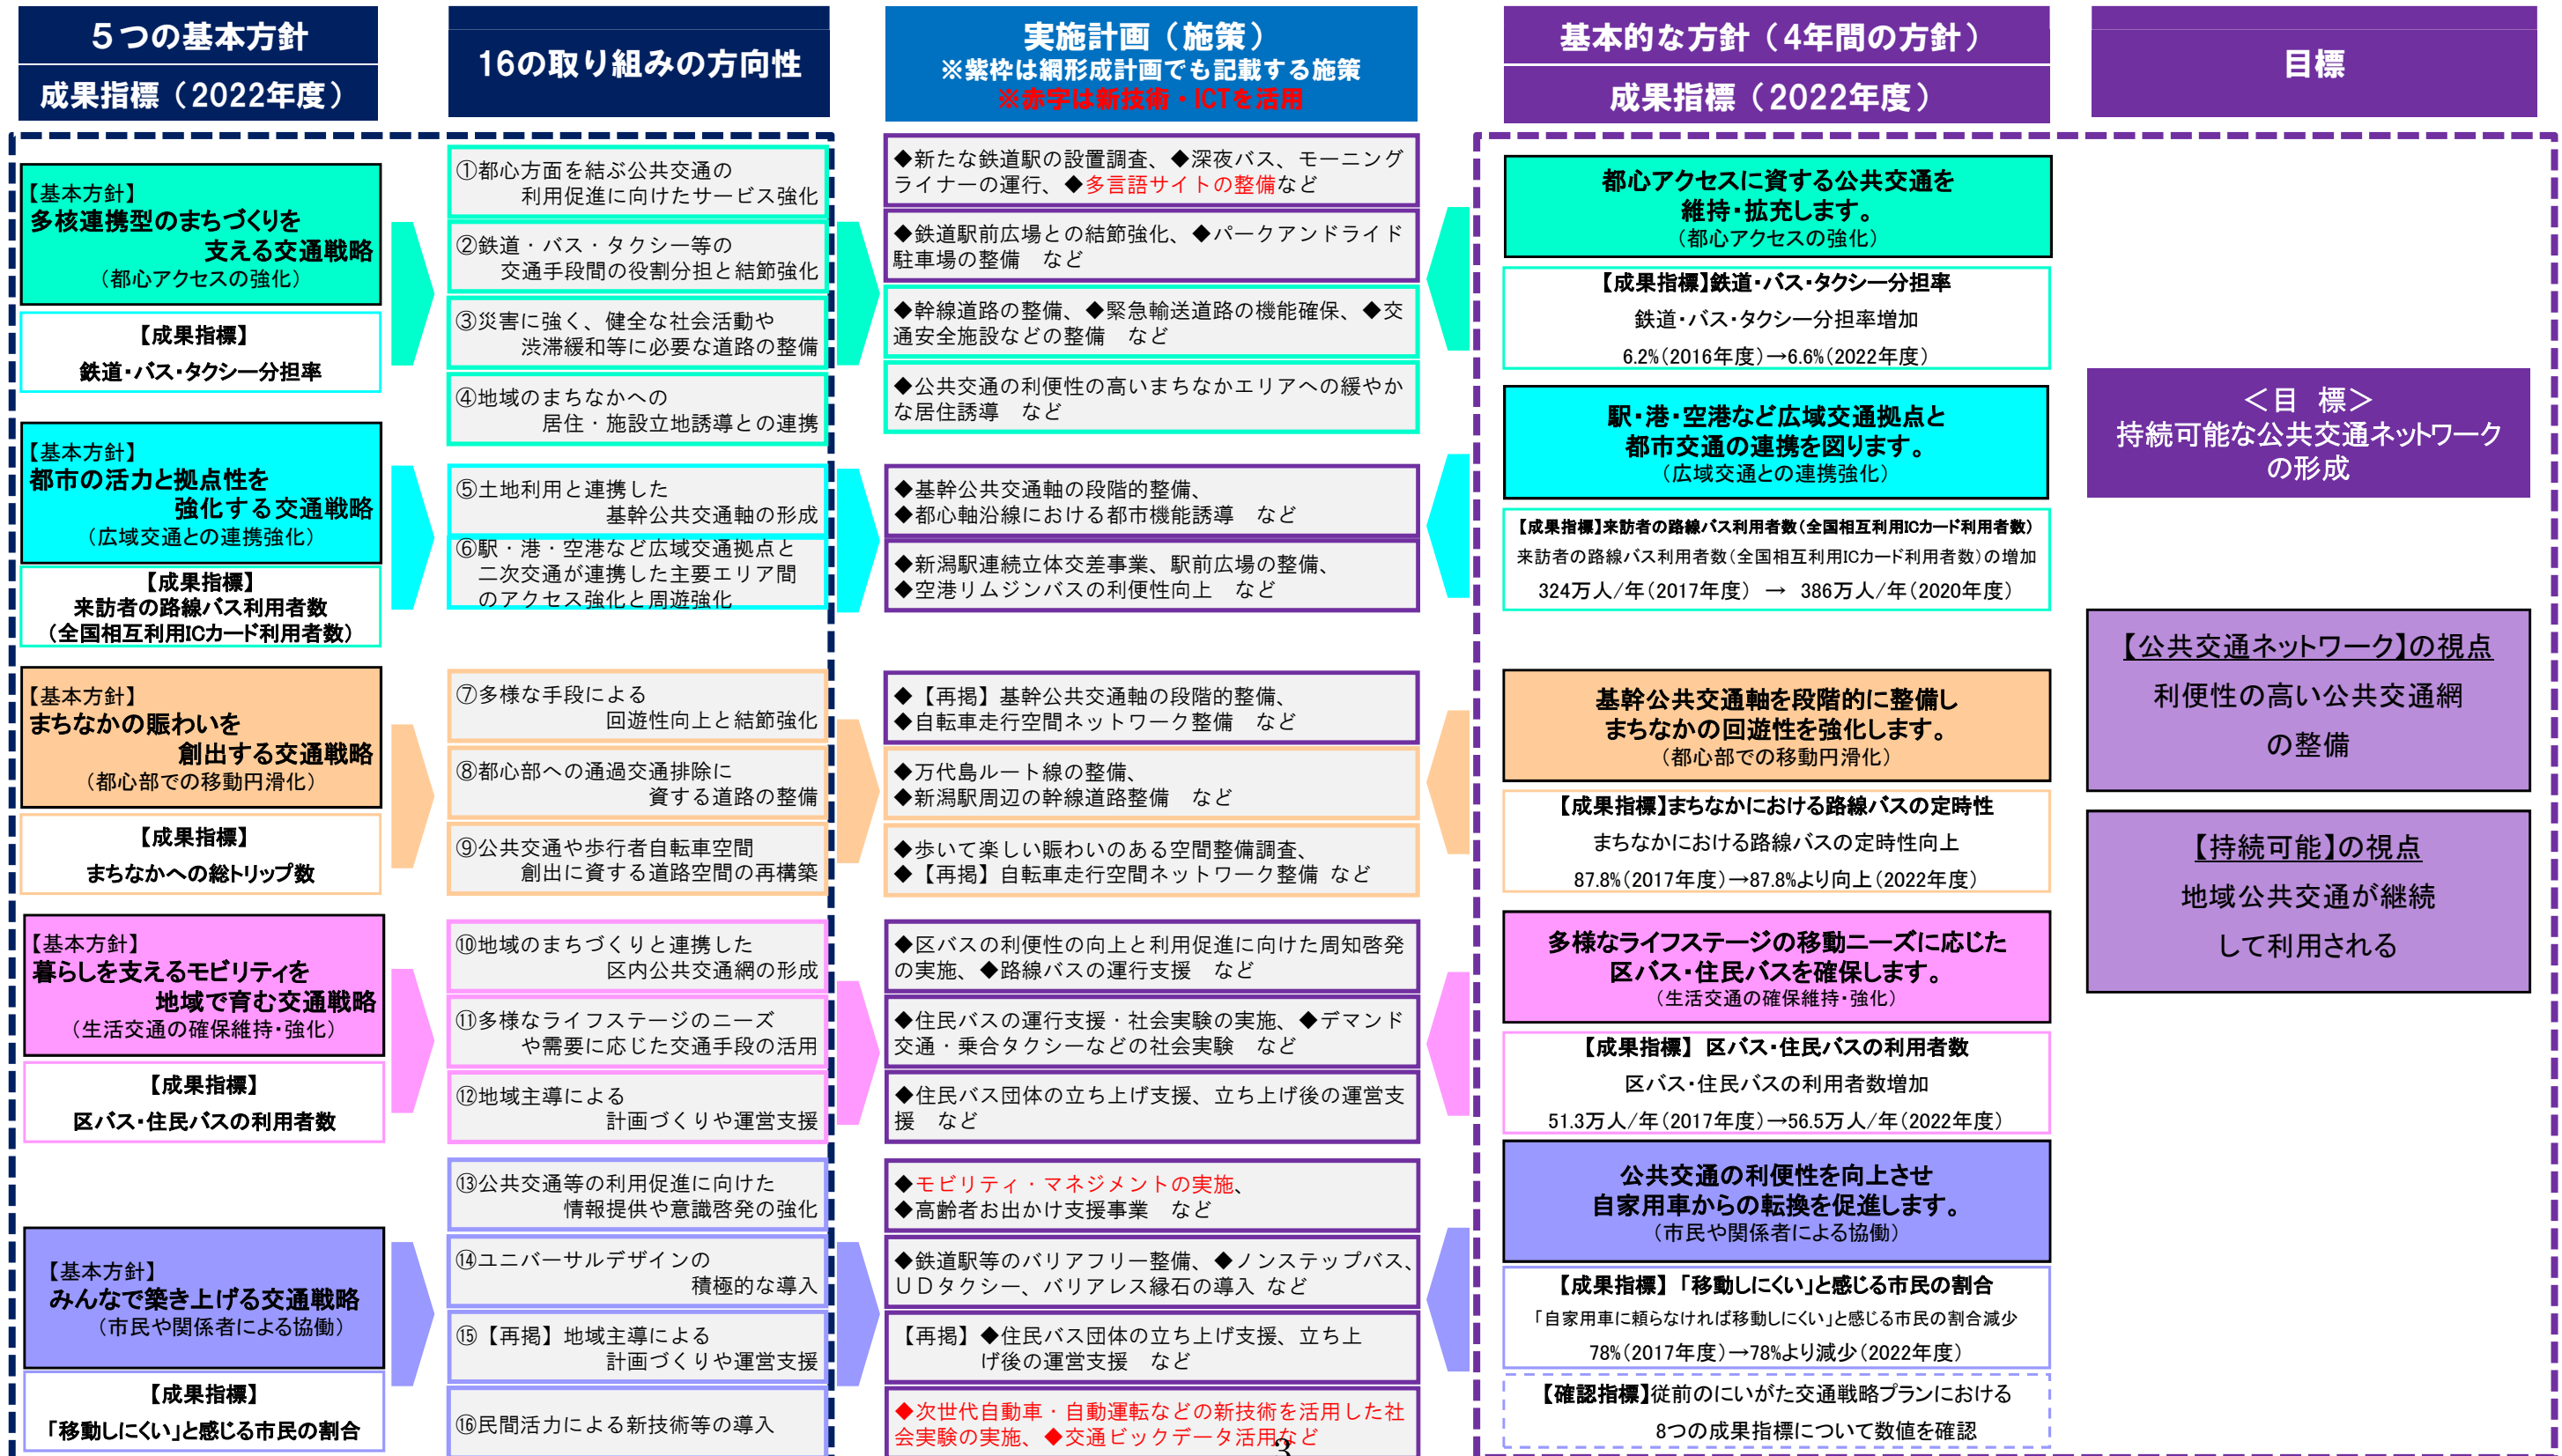 ５つの基本方針
成果指標（2022年度）
16の取り組みの方向性
実施計画（施策）
※紫枠は網形成計画でも記載する施策
※赤字は新技術・ICTを活用
基本的な方針（4年間の方針）
成果指標（2022年度）
目標
【基本方針】
多核連携型のまちづくりを
支える交通戦略
（都心アクセスの強化）
【成果指標】
鉄道・バス・タクシー分担率
【基本方針】
都市の活力と拠点性を
強化する交通戦略
（広域交通との連携強化）
【成果指標】
来訪者の路線バス利用者数
（全国相互利用ICカード利用者数）
【基本方針】
まちなかの賑わいを
創出する交通戦略
（都心部での移動円滑化）
【成果指標】
まちなかへの総トリップ数
【基本方針】
暮らしを支えるモビリティを
地域で育む交通戦略
（生活交通の確保維持・強化）
【成果指標】
区バス・住民バスの利用者数
【基本方針】
みんなで築き上げる交通戦略
（市民や関係者による協働）
【成果指標】
「移動しにくい」と感じる市民の割合
①都心方面を結ぶ公共交通の
利用促進に向けたサービス強化
②鉄道・バス・タクシー等の
交通手段間の役割分担と結節強化
③災害に強く、健全な社会活動や
渋滞緩和等に必要な道路の整備
④地域のまちなかへの
居住・施設立地誘導との連携
⑤土地利用と連携した
基幹公共交通軸の形成
⑥駅・港・空港など広域交通拠点と
二次交通が連携した主要エリア間
のアクセス強化と周遊強化
⑦多様な手段による
回遊性向上と結節強化
⑧都心部への通過交通排除に
資する道路の整備
⑨公共交通や歩行者自転車空間
創出に資する道路空間の再構築
⑩地域のまちづくりと連携した
区内公共交通網の形成
⑪多様なライフステージのニーズ
や需要に応じた交通手段の活用
⑫地域主導による
計画づくりや運営支援
⑬公共交通等の利用促進に向けた
情報提供や意識啓発の強化
⑭ユニバーサルデザインの
積極的な導入
⑮【再掲】地域主導による
計画づくりや運営支援
⑯民間活力による新技術等の導入
◆新たな鉄道駅の設置調査、◆深夜バス、モーニング
ライナーの運行、◆多言語サイトの整備など
◆鉄道駅前広場との結節強化、◆パークアンドライド
駐車場の整備　など
◆幹線道路の整備、◆緊急輸送道路の機能確保、◆交
通安全施設などの整備　など
◆公共交通の利便性の高いまちなかエリアへの緩やか
な居住誘導　など
◆基幹公共交通軸の段階的整備、
◆都心軸沿線における都市機能誘導　など
◆新潟駅連続立体交差事業、駅前広場の整備、
◆空港リムジンバスの利便性向上　など
◆【再掲】基幹公共交通軸の段階的整備、
◆自転車走行空間ネットワーク整備　など
◆万代島ルート線の整備、
◆新潟駅周辺の幹線道路整備　など
◆歩いて楽しい賑わいのある空間整備調査、
◆【再掲】自転車走行空間ネットワーク整備 など
◆区バスの利便性の向上と利用促進に向けた周知啓発
の実施、◆路線バスの運行支援　など
◆住民バスの運行支援・社会実験の実施、◆デマンド
交通・乗合タクシーなどの社会実験　など
◆住民バス団体の立ち上げ支援、立ち上げ後の運営支
援　など
◆モビリティ・マネジメントの実施、
◆高齢者お出かけ支援事業　など
◆鉄道駅等のバリアフリー整備、◆ノンステップバス、
ＵＤタクシー、バリアレス縁石の導入 など
【再掲】◆住民バス団体の立ち上げ支援、立ち上
げ後の運営支援　など
◆次世代自動車・自動運転などの新技術を活用した社
会実験の実施、◆交通ビックデータ活用など
3
都心アクセスに資する公共交通を
維持・拡充します。
（都心アクセスの強化）
【成果指標】鉄道・バス・タクシー分担率
鉄道・バス・タクシー分担率増加
6.2%（2016年度）→6.6%（2022年度）
駅・港・空港など広域交通拠点と
都市交通の連携を図ります。
（広域交通との連携強化）
【成果指標】来訪者の路線バス利用者数（全国相互利用ICカード利用者数）
来訪者の路線バス利用者数（全国相互利用ICカード利用者数）の増加
324万人/年（2017年度） → 386万人/年（2020年度）
基幹公共交通軸を段階的に整備し
まちなかの回遊性を強化します。
（都心部での移動円滑化）
【成果指標】まちなかにおける路線バスの定時性
まちなかにおける路線バスの定時性向上
87.8%（2017年度）→87.8%より向上（2022年度）
多様なライフステージの移動ニーズに応じた
区バス・住民バスを確保します。
（生活交通の確保維持・強化）
【成果指標】 区バス・住民バスの利用者数
区バス・住民バスの利用者数増加
51.3万人/年（2017年度）→56.5万人/年（2022年度）
公共交通の利便性を向上させ
自家用車からの転換を促進します。
（市民や関係者による協働）
【成果指標】 「移動しにくい」と感じる市民の割合
「自家用車に頼らなければ移動しにくい」と感じる市民の割合減少
78%（2017年度）→78%より減少（2022年度）
【確認指標】従前のにいがた交通戦略プランにおける
8つの成果指標について数値を確認
＜目　標＞
持続可能な公共交通ネットワーク
の形成
【公共交通ネットワーク】の視点
利便性の高い公共交通網
の整備
【持続可能】の視点
地域公共交通が継続
して利用される